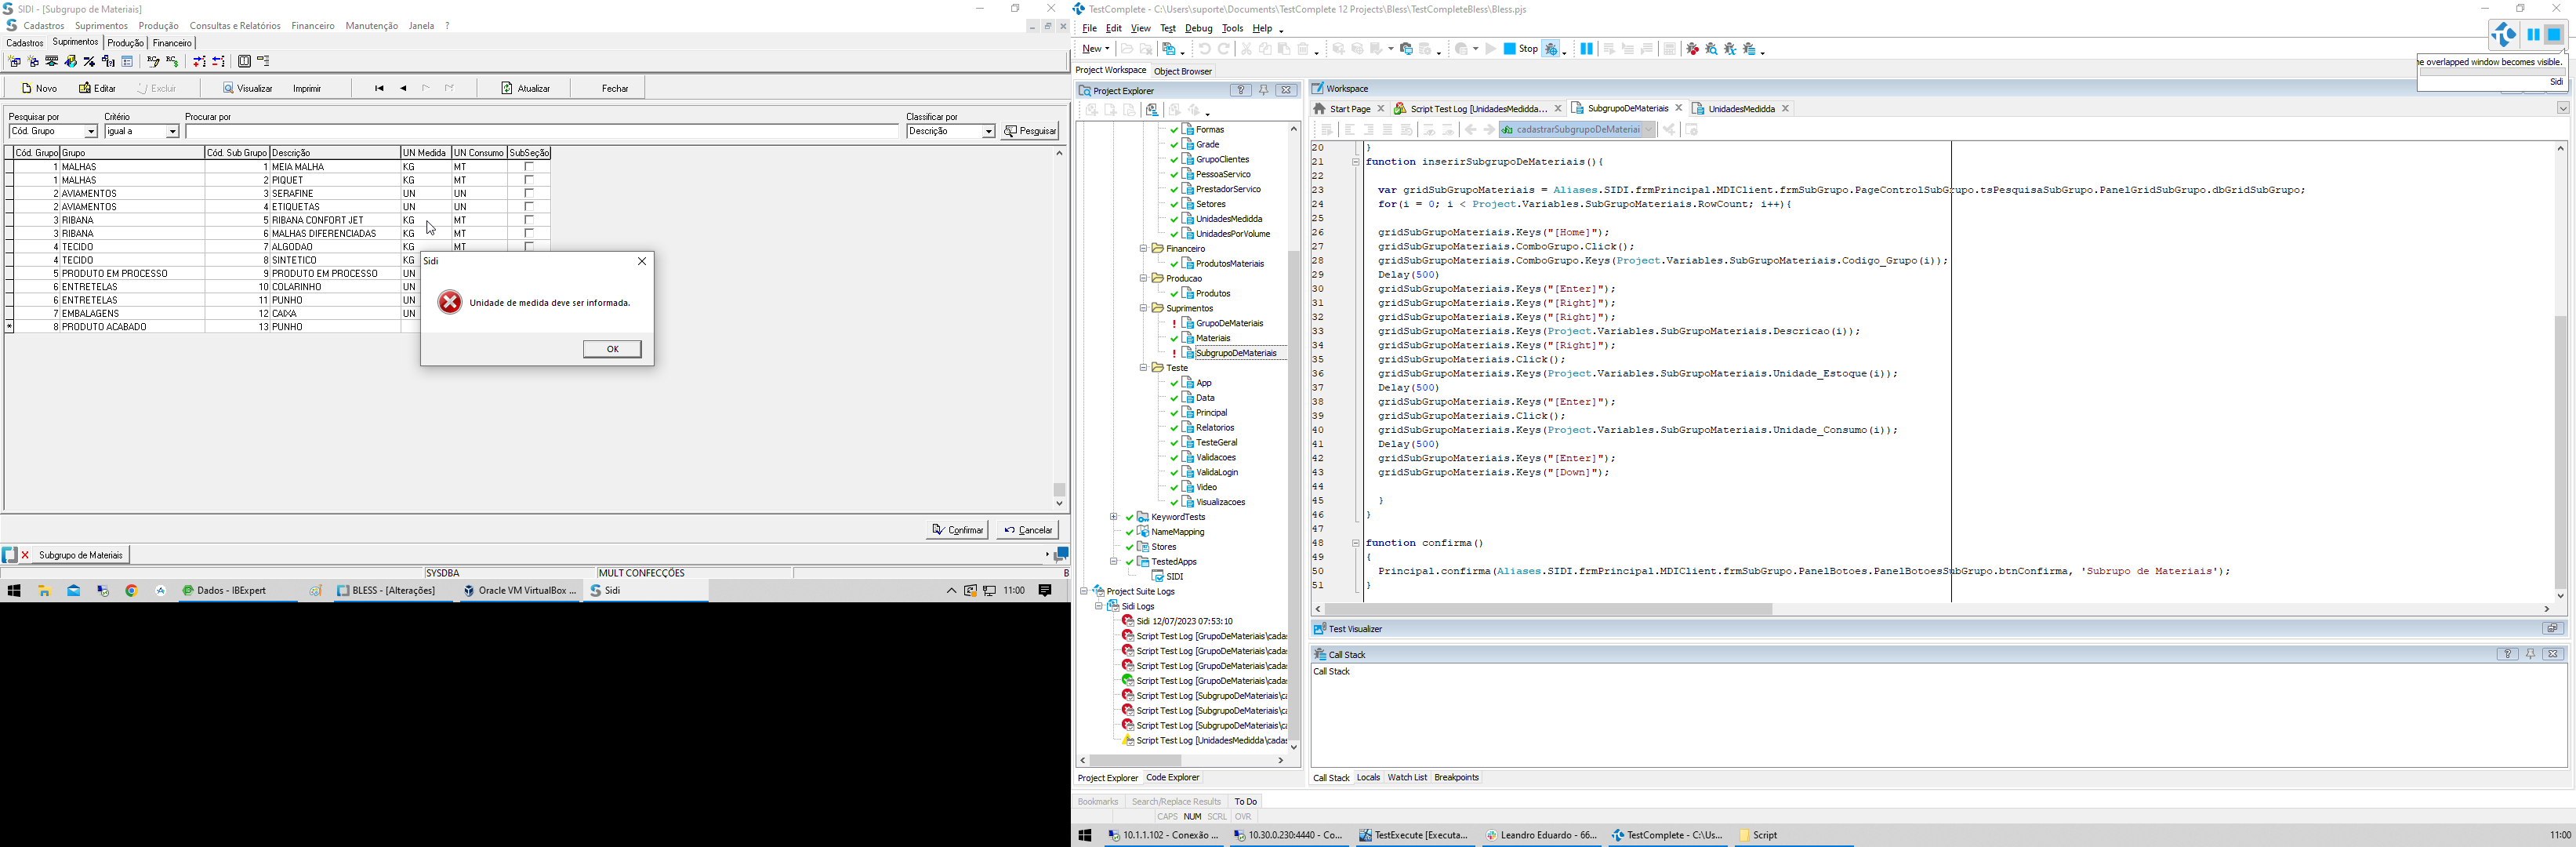 SIDI - [Subgrupo de Materiais]
Cadastros Suprimentos Produção Consultas e Relatórios Financeiro Manutenção Janela ?
Cadastros Suprimentos Produção Financeiro
Novo Editar Excluir Visualizar Imprimir Atualizar Fechar
Pesquisar por Critério Procurar por Classificar por
Cód. Grupo igual a Descrição Pesquisar
Cód. Grupo Grupo Cód. Sub Grupo Descrição UN Medida UN Consumo SubSeção
1 MALHAS 1 MEIA MALHA KG MT
1 MALHAS 2 PIQUET KG MT
2 AVIAMENTOS 3 SERAFINE UN UN
2 AVIAMENTOS 4 ETIQUETAS UN UN
3 RIBANA 5 RIBANA CONFORT JET KG MT
3 RIBANA 6 MALHAS DIFERENCIADAS KG MT
4 TECIDO 7 ALGODAO KG MT
4 TECIDO 8 SINTETICO KG
5 PRODUTO EM PROCESSO 9 PRODUTO EM PROCESSO UN
6 ENTRETELAS 10 COLARINHO UN
6 ENTRETELAS 11 PUNHO UN
7 EMBALAGENS 12 CAIXA UN
* 8 PRODUTO ACABADO 13 PUNHO
Sidi
Unidade de medida deve ser informada.
OK
Confirmar Cancelar
Subgrupo de Materiais
SYSDBA MULT CONFECÇÕES B
Dados - IBExpert BLESS - [Alterações] Oracle VM VirtualBox ... Sidi 11:00
TestComplete - C:\Users\suporte\Documents\TestComplete 12 Projects\Bless\TestCompleteBless\Bless.pjs
File Edit View Test Debug Tools Help
New Stop
ne overlapped window becomes visible.
Sidi
Project Workspace Object Browser
Project Explorer
Formas
Grade
GrupoClientes
PessoaServico
PrestadorServico
Setores
UnidadesMedidda
UnidadesPorVolume
Financeiro
ProdutosMateriais
Producao
Produtos
Suprimentos
GrupoDeMateriais
Materiais
SubgrupoDeMateriais
Teste
App
Data
Principal
Relatorios
TesteGeral
Validacoes
ValidaLogin
Video
Visualizacoes
KeywordTests
NameMapping
Stores
TestedApps
SIDI
Project Suite Logs
Sidi Logs
Sidi 12/07/2023 07:53:10
Script Test Log [GrupoDeMateriais\cadas
Script Test Log [GrupoDeMateriais\cadas
Script Test Log [GrupoDeMateriais\cadas
Script Test Log [GrupoDeMateriais\cadas
Script Test Log [SubgrupoDeMateriais\ca
Script Test Log [SubgrupoDeMateriais\ca
Script Test Log [SubgrupoDeMateriais\ca
Script Test Log [UnidadesMedidda\cadas
Project Explorer Code Explorer
Workspace
Start Page Script Test Log [UnidadesMedidda... SubgrupoDeMateriais UnidadesMedidda
cadastrarSubgrupoDeMateriai
20 }
21 function inserirSubgrupoDeMateriais(){
22
23 var gridSubGrupoMateriais = Aliases.SIDI.frmPrincipal.MDIClient.frmSubGrupo.PageControlSubGrupo.tsPesquisaSubGrupo.PanelGridSubGrupo.dbGridSubGrupo;
24 for(i = 0; i < Project.Variables.SubGrupoMateriais.RowCount; i++){
25
26 gridSubGrupoMateriais.Keys("[Home]");
27 gridSubGrupoMateriais.ComboGrupo.Click();
28 gridSubGrupoMateriais.ComboGrupo.Keys(Project.Variables.SubGrupoMateriais.Codigo_Grupo(i));
29 Delay(500)
30 gridSubGrupoMateriais.Keys("[Enter]");
31 gridSubGrupoMateriais.Keys("[Right]");
32 gridSubGrupoMateriais.Keys("[Right]");
33 gridSubGrupoMateriais.Keys(Project.Variables.SubGrupoMateriais.Descricao(i));
34 gridSubGrupoMateriais.Keys("[Right]");
35 gridSubGrupoMateriais.Click();
36 gridSubGrupoMateriais.Keys(Project.Variables.SubGrupoMateriais.Unidade_Estoque(i));
37 Delay(500)
38 gridSubGrupoMateriais.Keys("[Enter]");
39 gridSubGrupoMateriais.Click();
40 gridSubGrupoMateriais.Keys(Project.Variables.SubGrupoMateriais.Unidade_Consumo(i));
41 Delay(500)
42 gridSubGrupoMateriais.Keys("[Enter]");
43 gridSubGrupoMateriais.Keys("[Down]");
44
45 }
46 }
47
48 function confirma()
49 {
50 Principal.confirma(Aliases.SIDI.frmPrincipal.MDIClient.frmSubGrupo.PanelBotoes.PanelBotoesSubGrupo.btnConfirma, 'Subrupo de Materiais');
51 }
Test Visualizer
Call Stack
Call Stack
Call Stack Locals Watch List Breakpoints
Bookmarks Search/Replace Results To Do
CAPS NUM SCRL OVR
10.1.1.102 - Conexão ... 10.30.0.230:4440 - Co... TestExecute [Executa... Leandro Eduardo - 66... TestComplete - C:\Us... Script 11:00